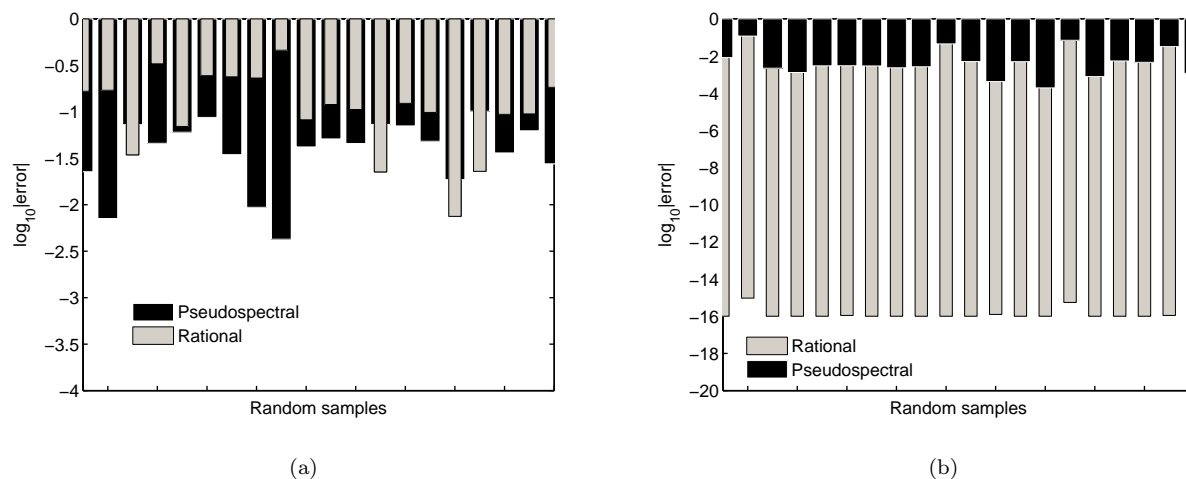 0
−0.5
−1
−1.5
−2
−2.5
−3
−3.5
−4
log10|error|
Pseudospectral
Rational
Random samples
(a)
0
−2
−4
−6
−8
−10
−12
−14
−16
−18
−20
log10|error|
Rational
Pseudospectral
Random samples
(b)